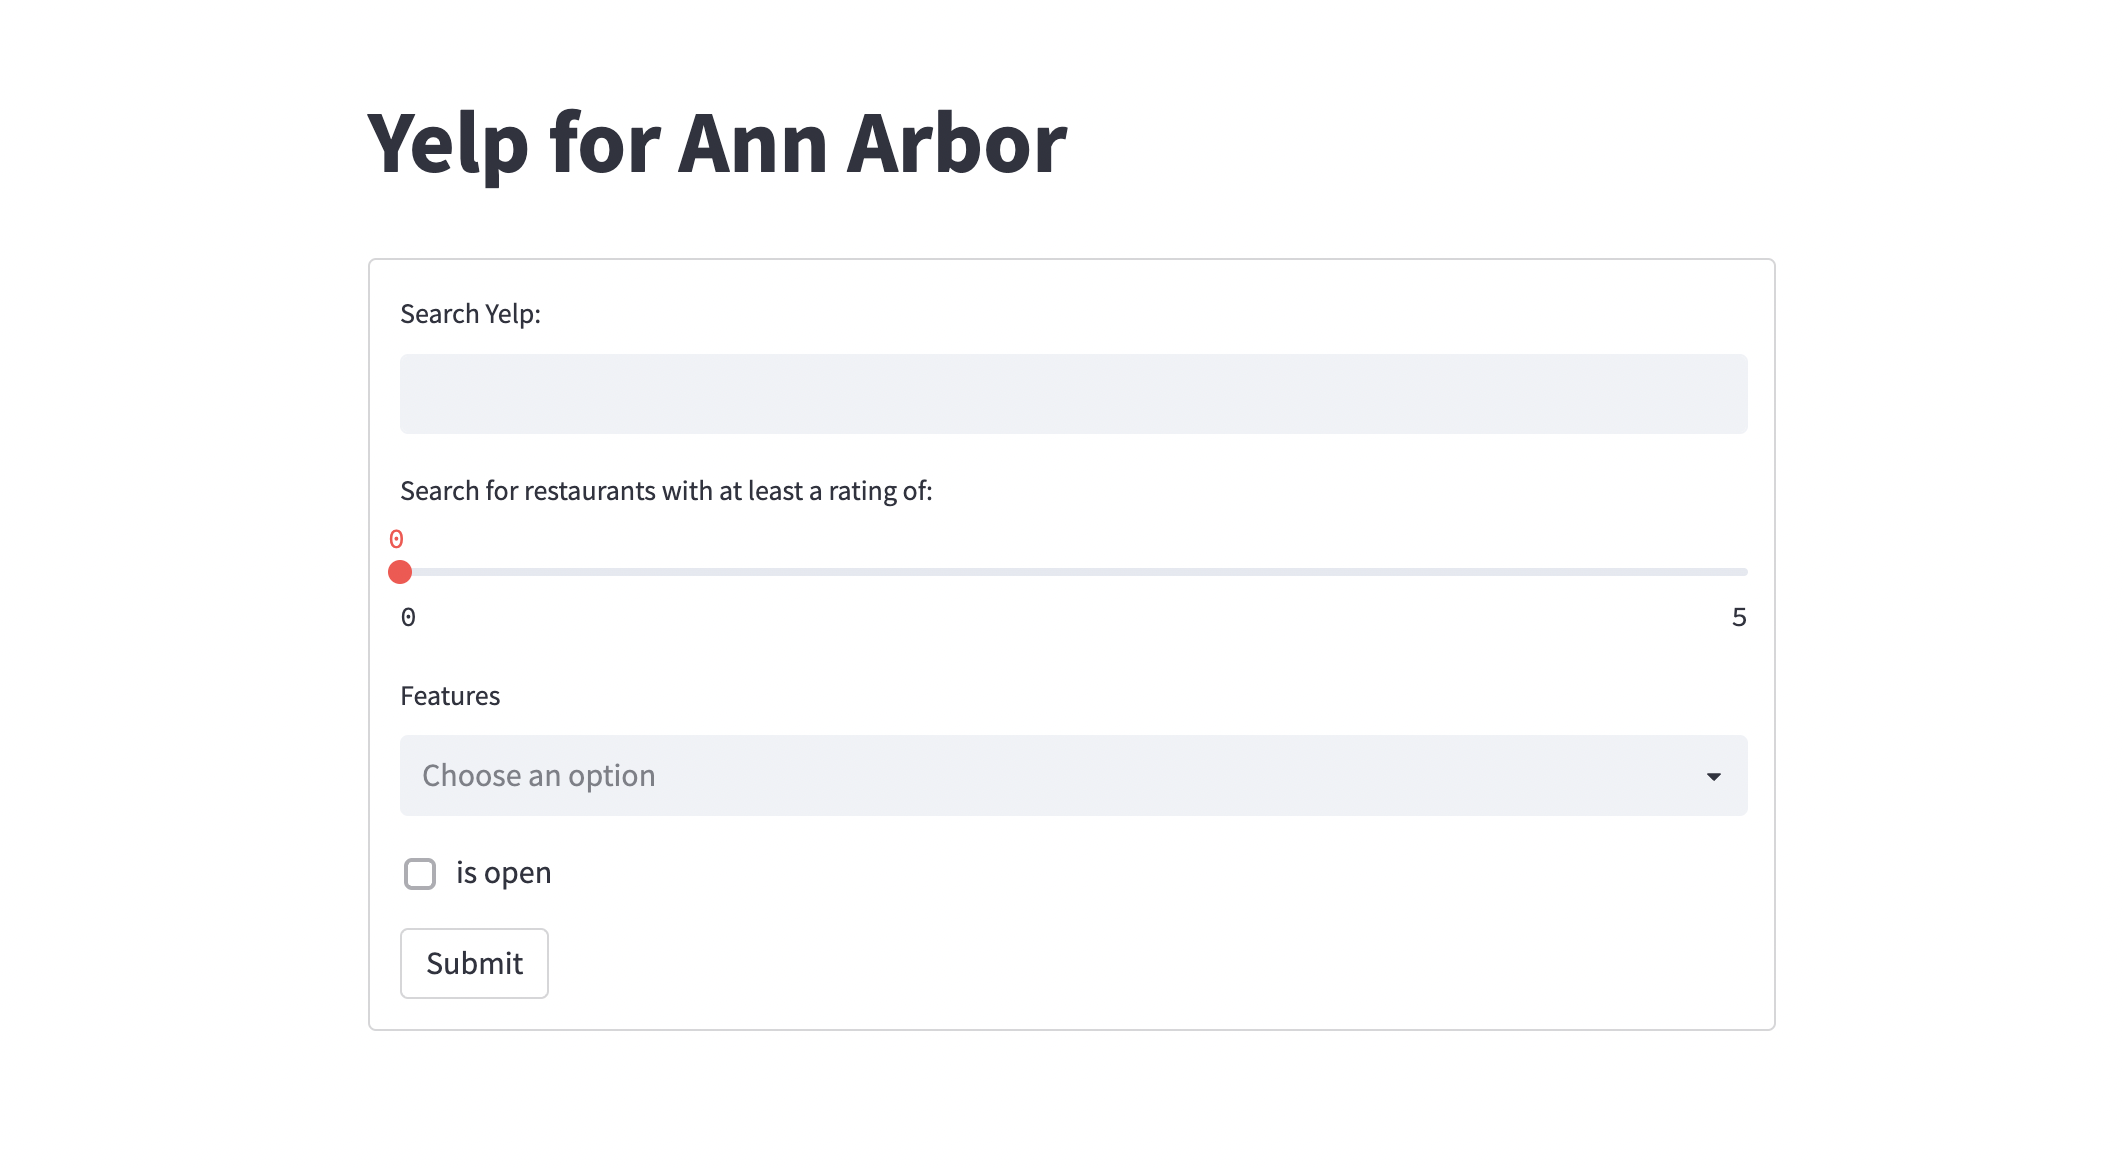 Yelp for Ann Arbor
Search Yelp:
Search for restaurants with at least a rating of:
0
0 5
Features
Choose an option
is open
Submit